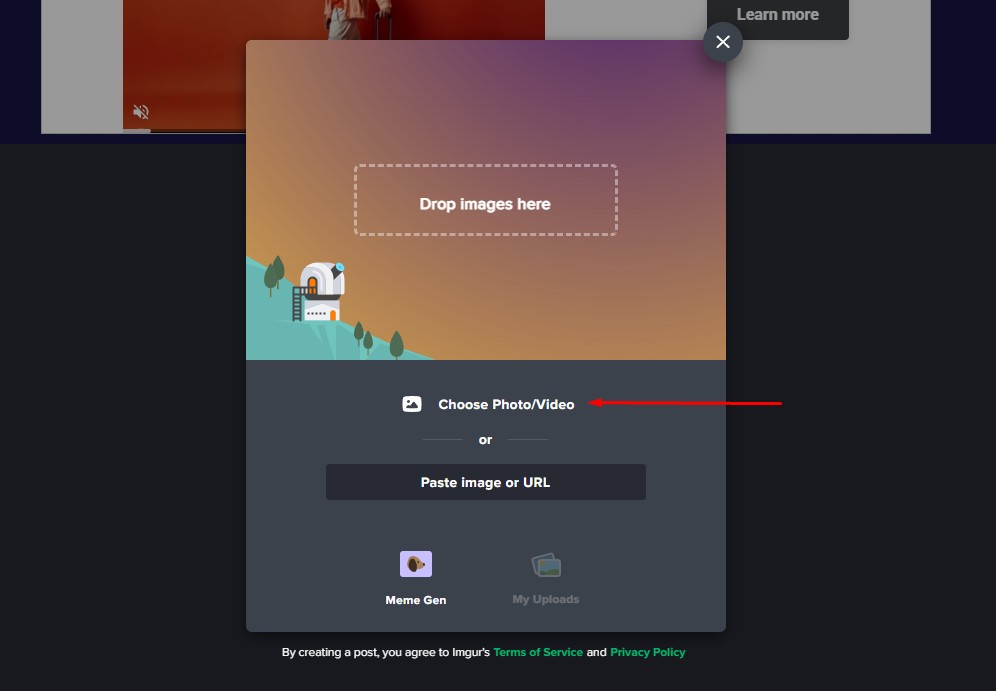 Learn more
Drop images here
Choose Photo/Video
or
Paste image or URL
Meme Gen
My Uploads
By creating a post, you agree to Imgur's Terms of Service and Privacy Policy